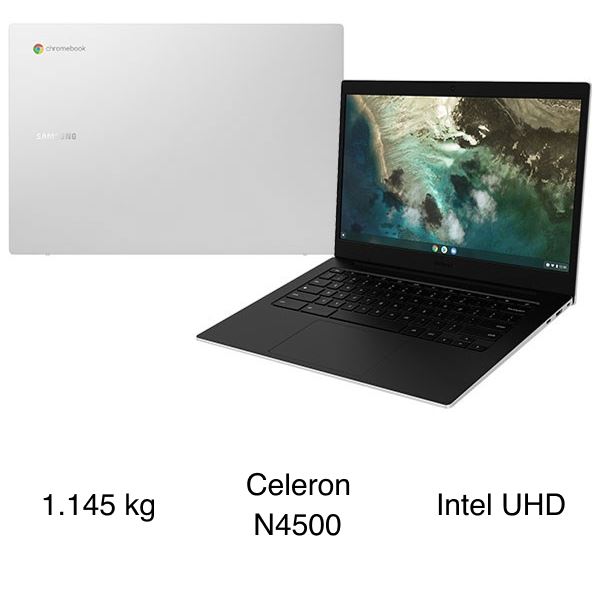 chromebook
SAMSUNG
1.145 kg
Celeron
N4500
Intel UHD